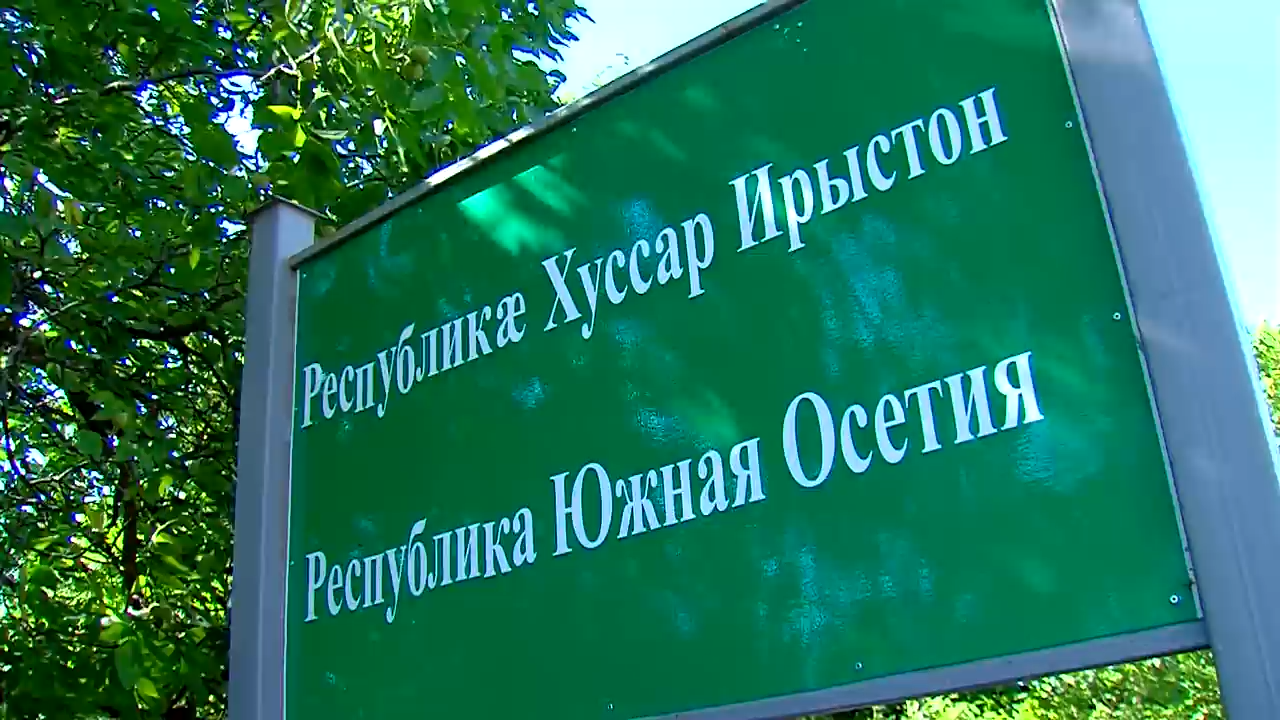 Республикæ Хуссар Ирыстон
Республика Южная Осетия